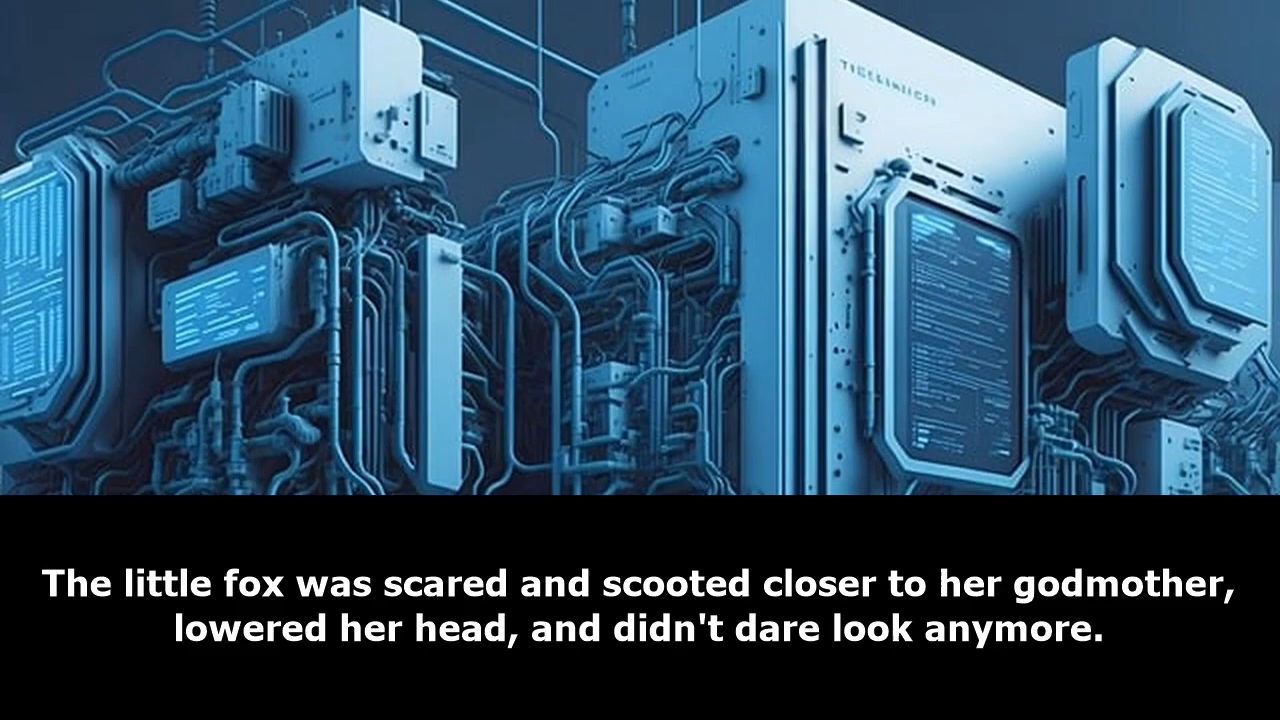 The little fox was scared and scooted closer to her godmother,
lowered her head, and didn't dare look anymore.